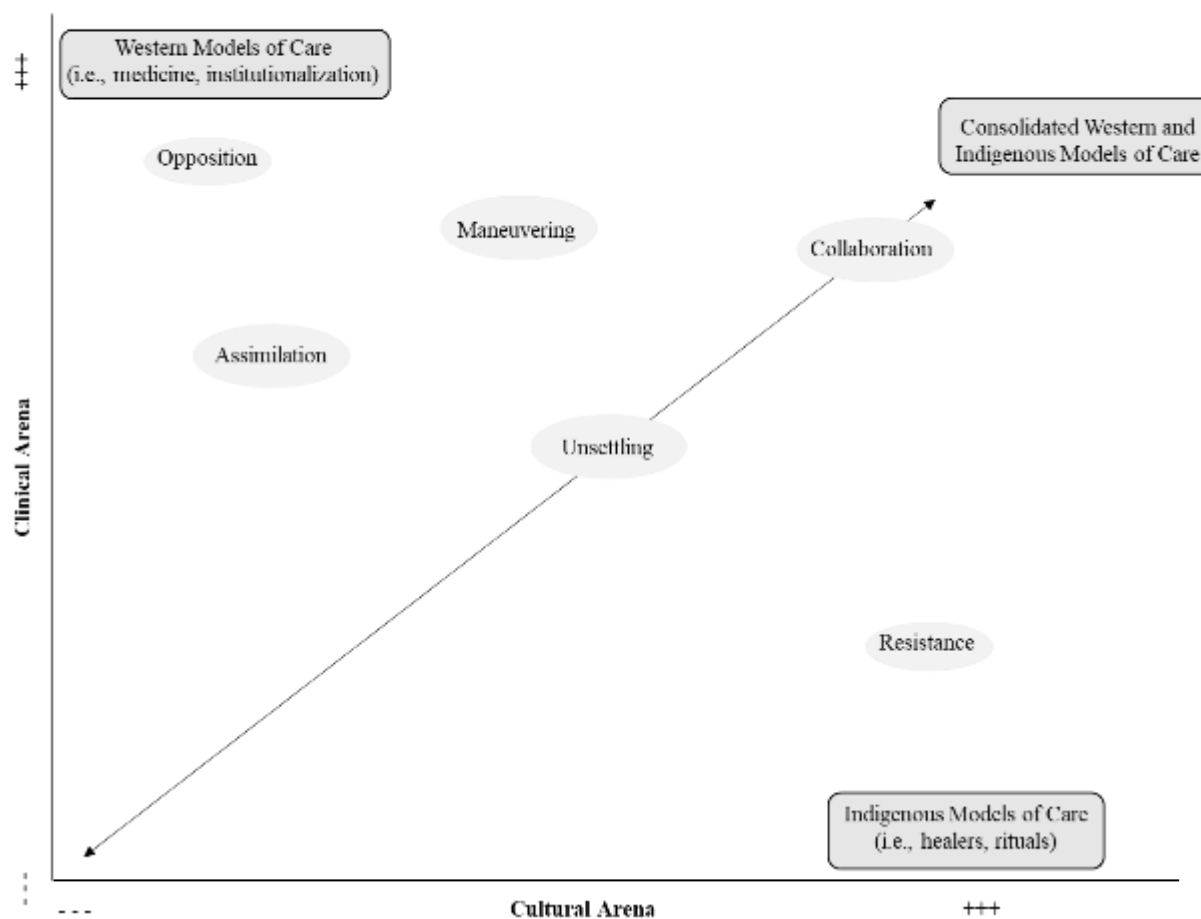 Western Models of Care
(i.e., medicine, institutionalization)
+++
Opposition
Consolidated Western and
Indigenous Models of Care
Maneuvering
Collaboration
Assimilation
Clinical Arena
Unsettling
Resistance
Indigenous Models of Care
(i.e., healers, rituals)
---
- - -
Cultural Arena
+++